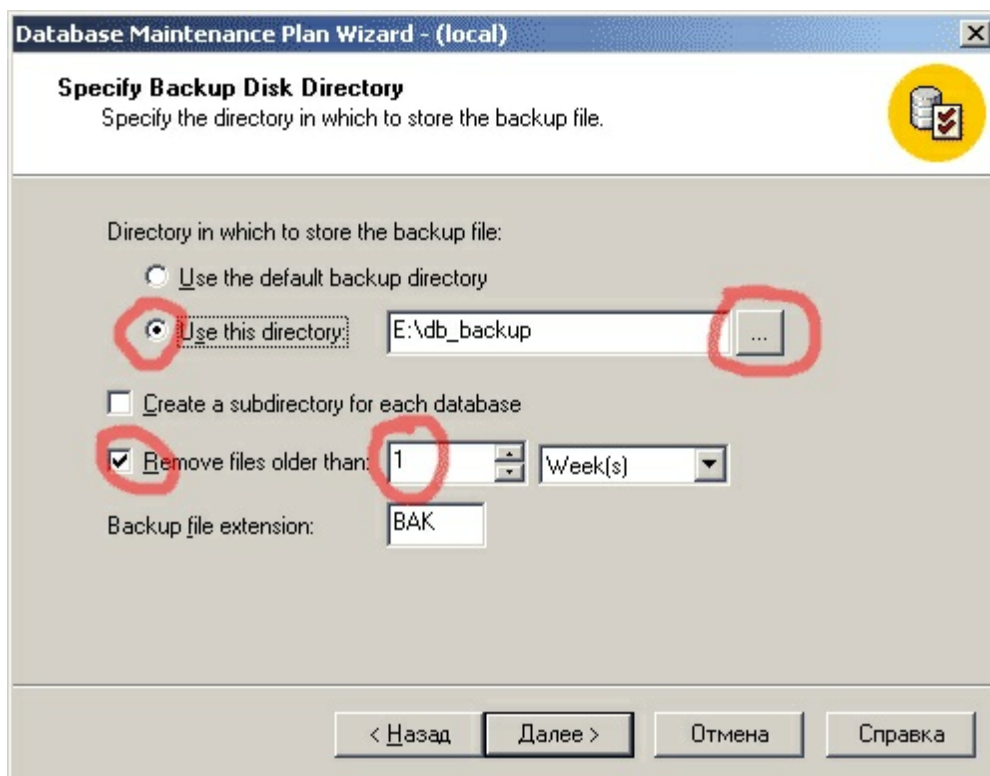 Database Maintenance Plan Wizard - (local)
Specify Backup Disk Directory
Specify the directory in which to store the backup file.
Directory in which to store the backup file:
Use the default backup directory
Use this directory: E:\db_backup ...
Create a subdirectory for each database
Remove files older than: 1 Week(s)
Backup file extension: BAK
< Назад Далее > Отмена Справка